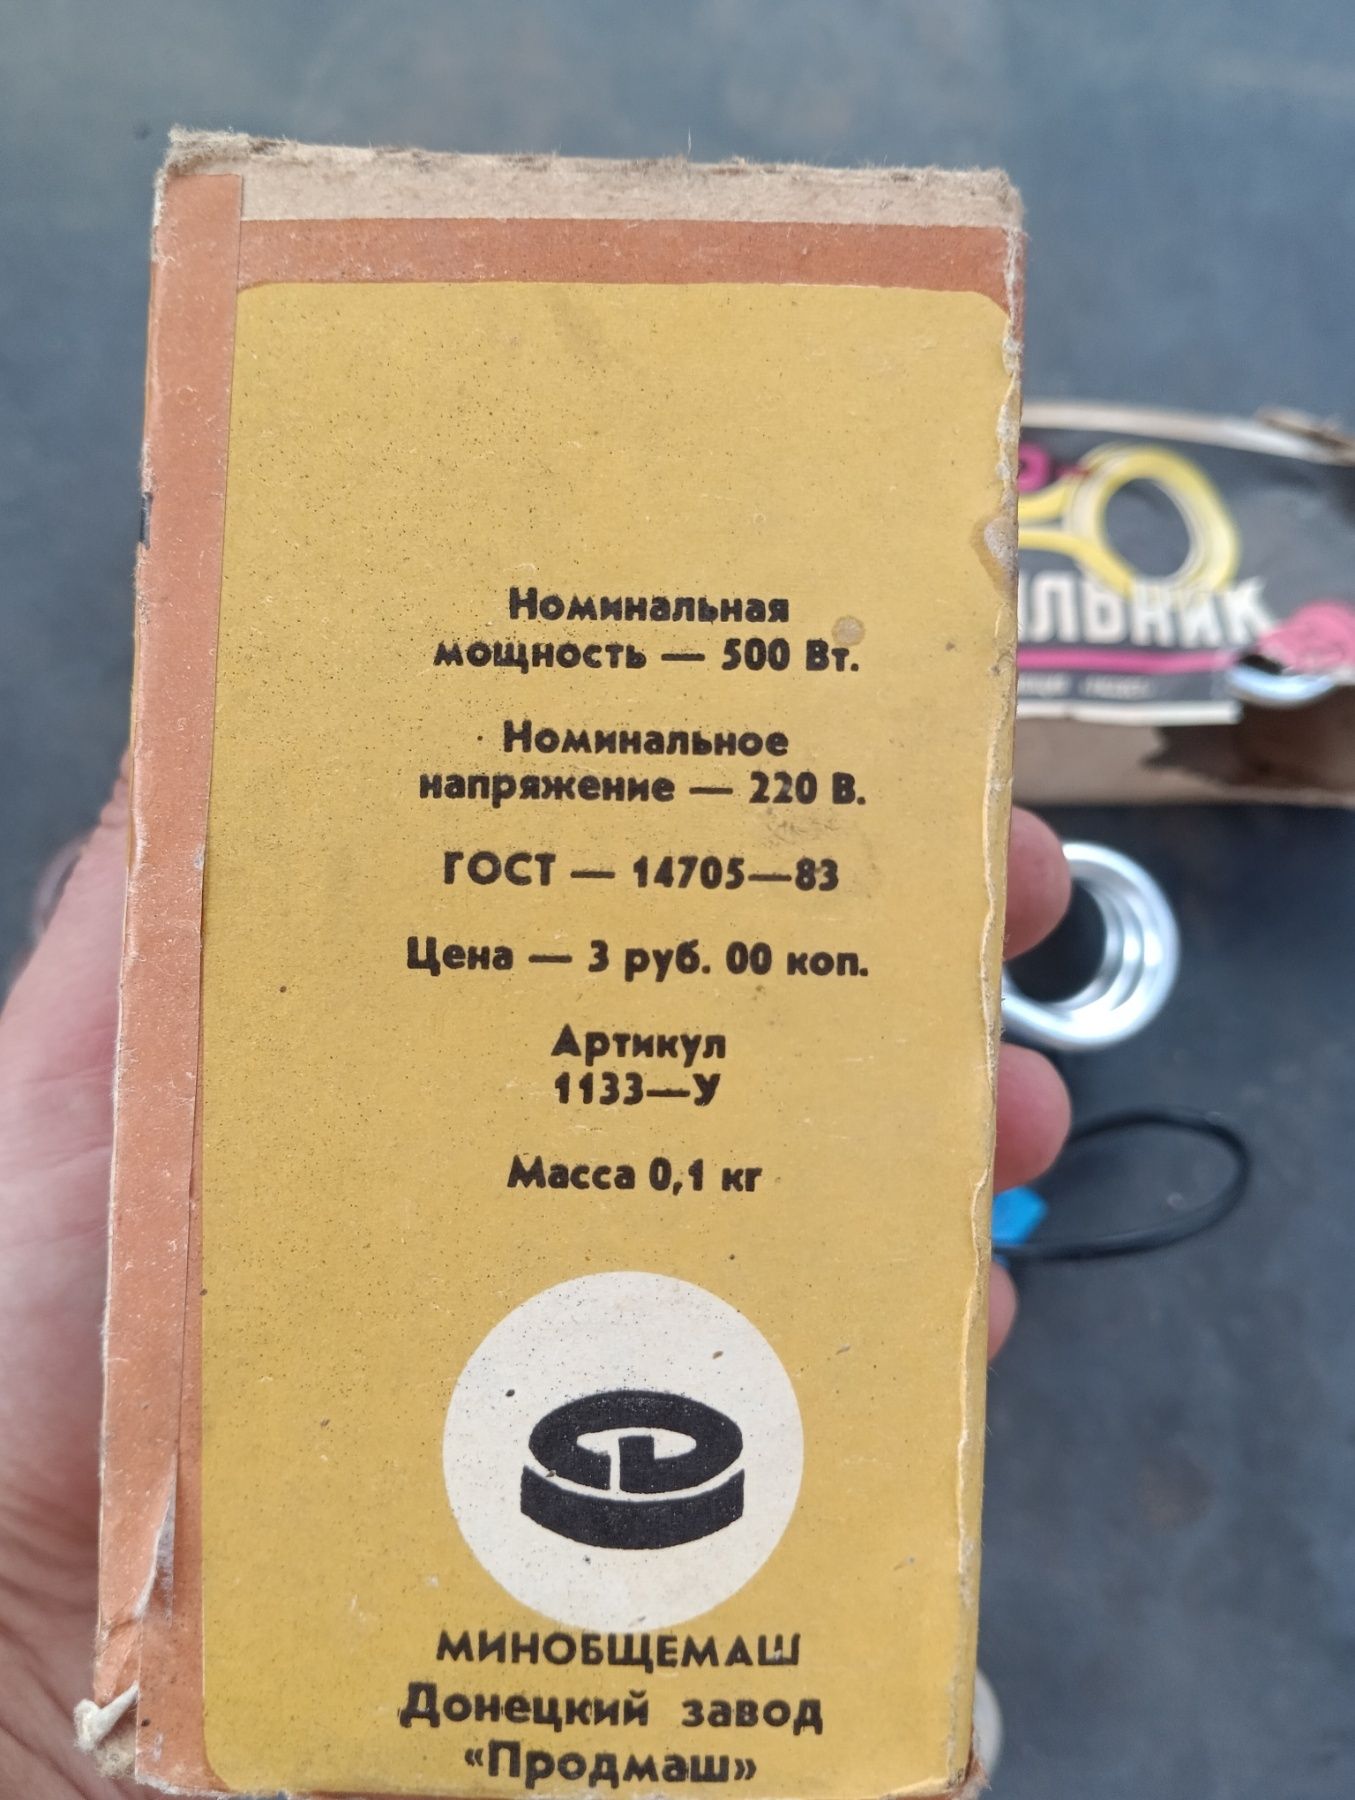 Номинальная
мощность — 500 Вт.
Номинальное
напряжение — 220 В.
ГОСТ — 14705—83
Цена — 3 руб. 00 коп.
Артикул
1133—У
Масса 0,1 кг
МИНОБЩЕМАШ
Донецкий завод
«Продмаш»
ИЛЬНИК